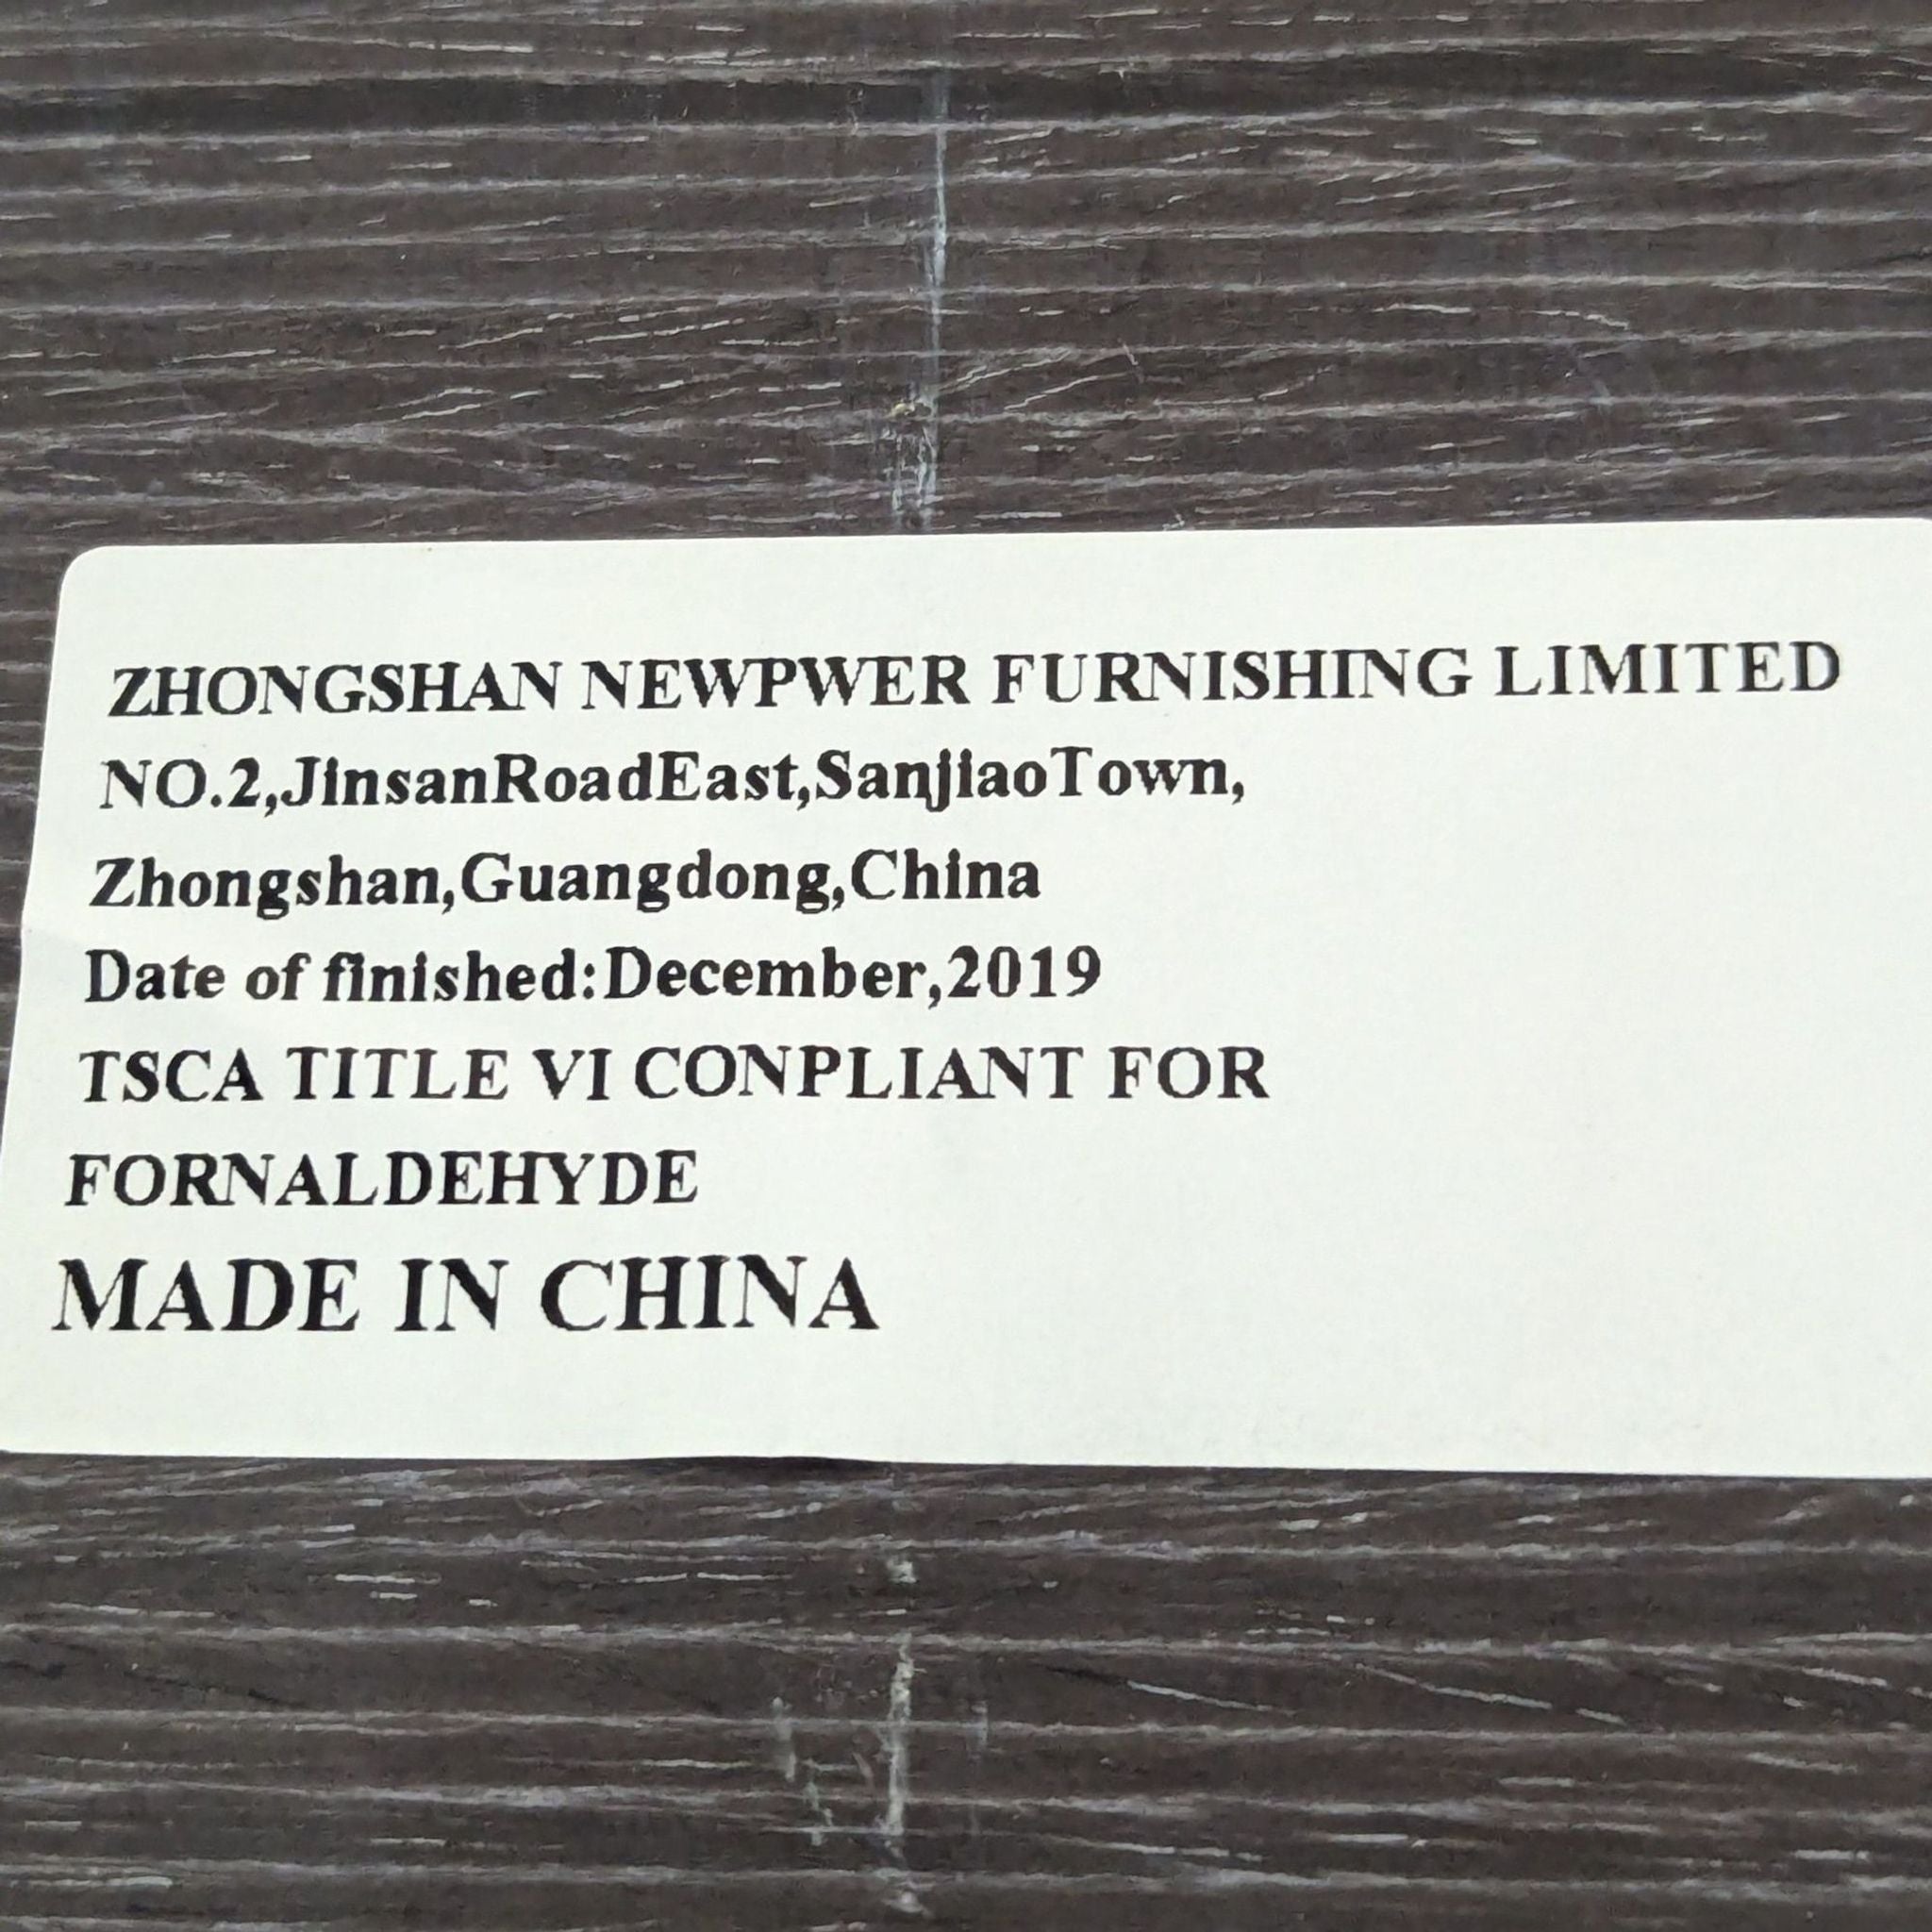 ZHONGSHAN NEWPWER FURNISHING LIMITED
NO.2,JinsanRoadEast,SanjiaoTown,
Zhongshan,Guangdong,China
Date of finished:December,2019
TSCA TITLE VI CONPLIANT FOR
FORNALDEHYDE
MADE IN CHINA